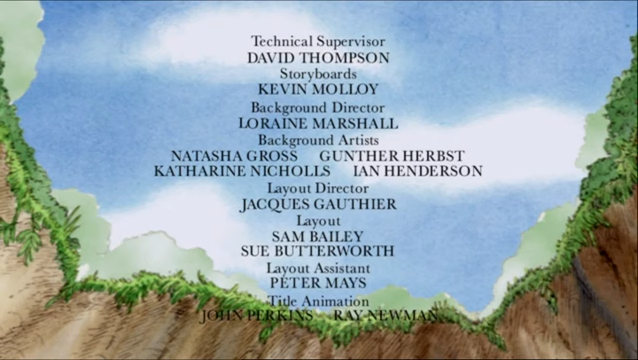 Technical Supervisor
DAVID THOMPSON
Storyboards
KEVIN MOLLOY
Background Director
LORAINE MARSHALL
Background Artists
NATASHA GROSS GUNTHER HERBST
KATHARINE NICHOLLS IAN HENDERSON
Layout Director
JACQUES GAUTHIER
Layout
SAM BAILEY
SUE BUTTERWORTH
Layout Assistant
PETER MAYS
Title Animation
JOHN PERKINS RAY NEWMAN